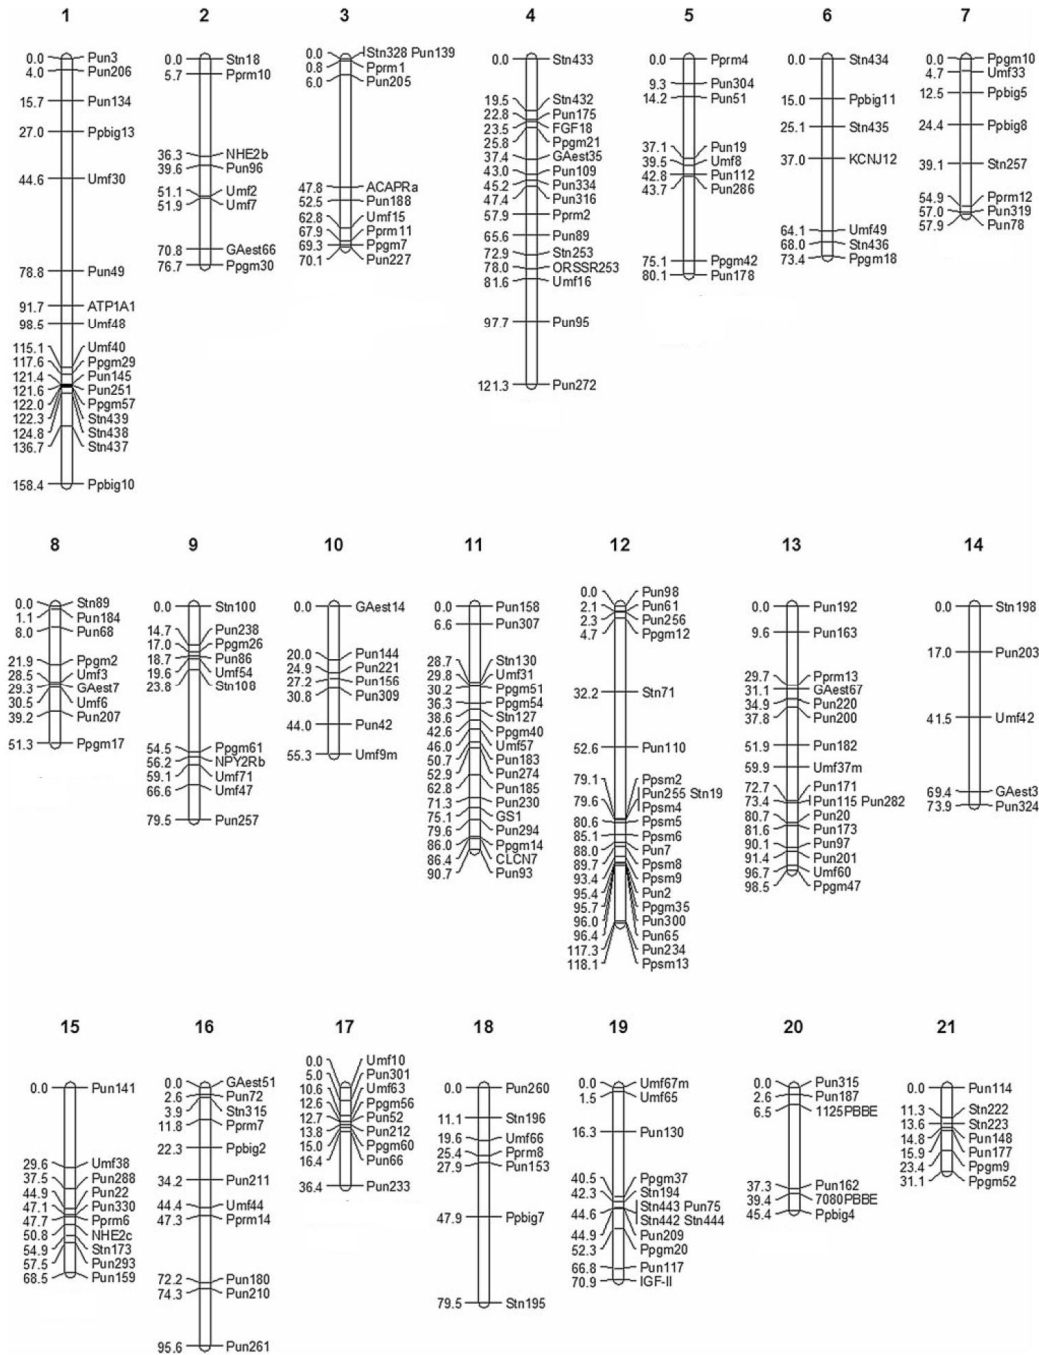 1
0.0 Pun3
4.0 Pun206
15.7 Pun134
27.0 Ppbig13
44.6 Umf30
78.8 Pun49
91.7 ATP1A1
98.5 Umf48
115.1 Umf40
117.6 Ppgm29
121.4 Pun145
121.6 Pun251
122.0 Ppgm57
122.3 Stn439
124.8 Stn438
136.7 Stn437
158.4 Ppbig10
2
0.0 Stn18
5.7 Pprm10
36.3 NHE2b
39.6 Pun96
51.1 Umf2
51.9 Umf7
70.8 GAest66
76.7 Ppgm30
3
0.0 Stn328 Pun139
0.8 Pprm1
6.0 Pun205
47.8 ACAPRa
52.5 Pun188
62.8 Umf15
67.9 Pprm11
69.3 Ppgm7
70.1 Pun227
4
0.0 Stn433
19.5 Stn432
22.8 Pun175
23.5 FGF18
25.8 Ppgm21
37.4 GAest35
43.0 Pun109
45.2 Pun334
47.4 Pun316
57.9 Pprm2
65.6 Pun89
72.9 Stn253
78.0 ORSSR253
81.6 Umf16
97.7 Pun95
121.3 Pun272
5
0.0 Pprm4
9.3 Pun304
14.2 Pun51
37.1 Pun19
39.5 Umf8
42.8 Pun112
43.7 Pun286
75.1 Ppgm42
80.1 Pun178
6
0.0 Stn434
15.0 Ppbig11
25.1 Stn435
37.0 KCNJ12
64.1 Umf49
68.0 Stn436
73.4 Ppgm18
7
0.0 Ppgm10
4.7 Umf33
12.5 Ppbig5
24.4 Ppbig8
39.1 Stn257
54.9 Pprm12
57.0 Pun319
57.9 Pun78
8
0.0 Stn89
1.1 Pun184
8.0 Pun68
21.9 Ppgm2
28.5 Umf3
29.3 GAest7
30.5 Umf6
39.2 Pun207
51.3 Ppgm17
9
0.0 Stn100
14.7 Pun238
17.0 Ppgm26
18.7 Pun86
19.6 Umf54
23.8 Stn108
54.5 Ppgm61
56.2 NPY2Rb
59.1 Umf71
66.6 Umf47
79.5 Pun257
10
0.0 GAest14
20.0 Pun144
24.9 Pun221
27.2 Pun156
30.8 Pun309
44.0 Pun42
55.3 Umf9m
11
0.0 Pun158
6.6 Pun307
28.7 Stn130
29.8 Umf31
30.2 Ppgm51
36.3 Ppgm54
38.6 Stn127
42.6 Ppgm40
46.0 Umf57
50.7 Pun183
52.9 Pun274
62.8 Pun185
71.3 Pun230
75.1 GS1
79.6 Pun294
86.0 Ppgm14
86.4 CLCN7
90.7 Pun93
12
0.0 Pun98
2.1 Pun61
2.3 Pun256
4.7 Ppgm12
32.2 Stn71
52.6 Pun110
79.1 Ppsm2
Pun255 Stn19
79.6 Ppsm4
80.6 Ppsm5
85.1 Ppsm6
88.0 Pun7
89.7 Ppsm8
93.4 Ppsm9
95.4 Pun2
95.7 Ppgm35
96.0 Pun300
96.4 Pun65
117.3 Pun234
118.1 Ppsm13
13
0.0 Pun192
9.6 Pun163
29.7 Pprm13
31.1 GAest67
34.9 Pun220
37.8 Pun200
51.9 Pun182
59.9 Umf37m
72.7 Pun171
73.4 Pun115 Pun282
80.7 Pun20
81.6 Pun173
90.1 Pun97
91.4 Pun201
96.7 Umf60
98.5 Ppgm47
14
0.0 Stn198
17.0 Pun203
41.5 Umf42
69.4 GAest3
73.9 Pun324
15
0.0 Pun141
29.6 Umf38
37.5 Pun288
44.9 Pun22
47.1 Pun330
47.7 Pprm6
50.8 NHE2c
54.9 Stn173
57.5 Pun293
68.5 Pun159
16
0.0 GAest51
2.6 Pun72
3.9 Stn315
11.8 Pprm7
22.3 Ppbig2
34.2 Pun211
44.4 Umf44
47.3 Pprm14
72.2 Pun180
74.3 Pun210
95.6 Pun261
17
0.0 Umf10
5.0 Pun301
10.6 Umf63
12.6 Ppgm56
12.7 Pun52
13.8 Pun212
15.0 Ppgm60
16.4 Pun66
36.4 Pun233
18
0.0 Pun260
11.1 Stn196
19.6 Umf66
25.4 Pprm8
27.9 Pun153
47.9 Ppbig7
79.5 Stn195
19
0.0 Umf67m
1.5 Umf65
16.3 Pun130
40.5 Ppgm37
42.3 Stn194
Stn443 Pun75
44.6 Stn442 Stn444
44.9 Pun209
52.3 Ppgm20
66.8 Pun117
70.9 IGF-II
20
0.0 Pun315
2.6 Pun187
6.5 1125PBBE
37.3 Pun162
39.4 7080PBBE
45.4 Ppbig4
21
0.0 Pun114
11.3 Stn222
13.6 Stn223
14.8 Pun148
15.9 Pun177
23.4 Ppgm9
31.1 Ppgm52